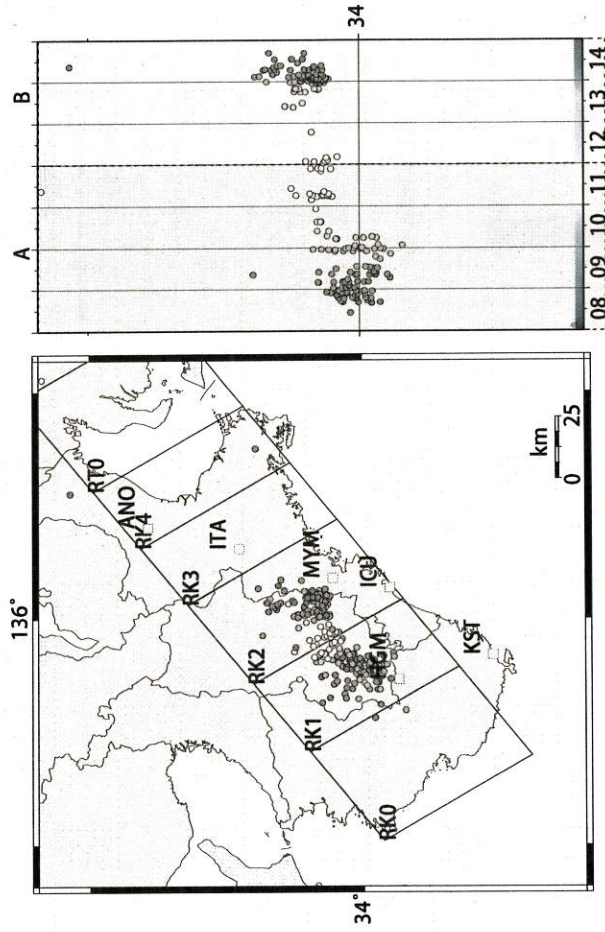 136°
34°
RT0
ANO
RK4
ITA
RK3
MYM
RK2
ICU
HGM
RK1
KST
RK0
km
0 25
A B
34
08 09 10 11 12 13 14